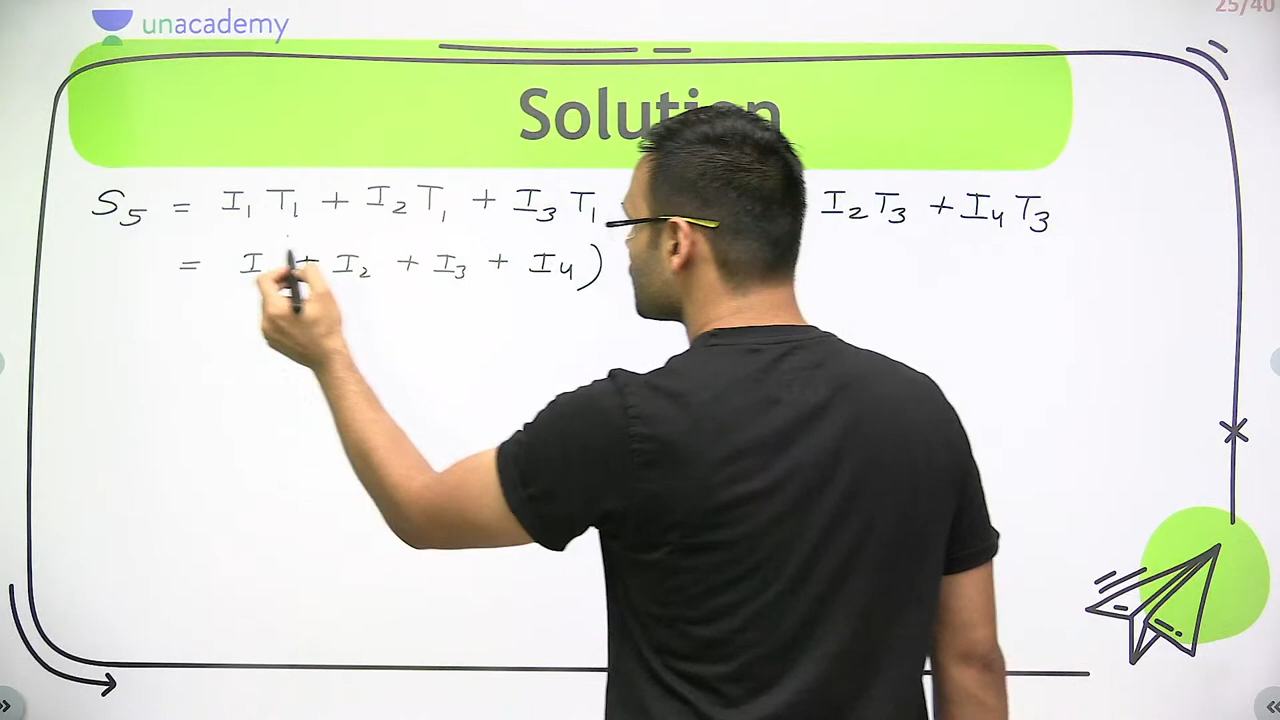 25/40
unacademy
Solution
S₅ = I₁ T₁ + I₂ T₁ + I₃ T₁ I₂ T₃ + I₄ T₃
= I + I₂ + I₃ + I₄)